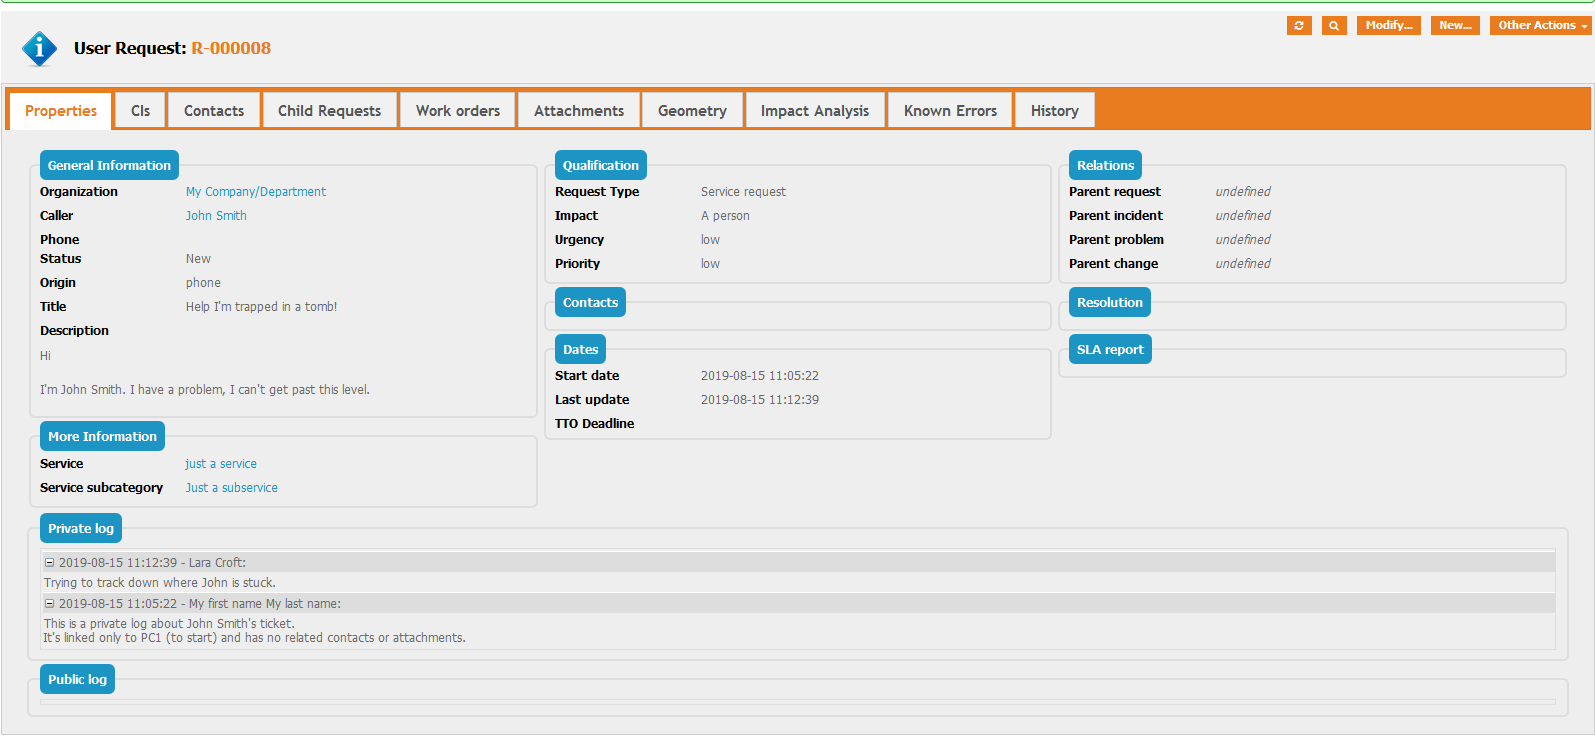 User Request: R-000008
Modify... New... Other Actions
Properties CIs Contacts Child Requests Work orders Attachments Geometry Impact Analysis Known Errors History
General Information
Organization My Company/Department
Caller John Smith
Phone
Status New
Origin phone
Title Help I'm trapped in a tomb!
Description
Hi
I'm John Smith. I have a problem, I can't get past this level.
More Information
Service just a service
Service subcategory Just a subservice
Qualification
Request Type Service request
Impact A person
Urgency low
Priority low
Contacts
Dates
Start date 2019-08-15 11:05:22
Last update 2019-08-15 11:12:39
TTO Deadline
Relations
Parent request undefined
Parent incident undefined
Parent problem undefined
Parent change undefined
Resolution
SLA report
Private log
2019-08-15 11:12:39 - Lara Croft:
Trying to track down where John is stuck.
2019-08-15 11:05:22 - My first name My last name:
This is a private log about John Smith's ticket.
It's linked only to PC1 (to start) and has no related contacts or attachments.
Public log